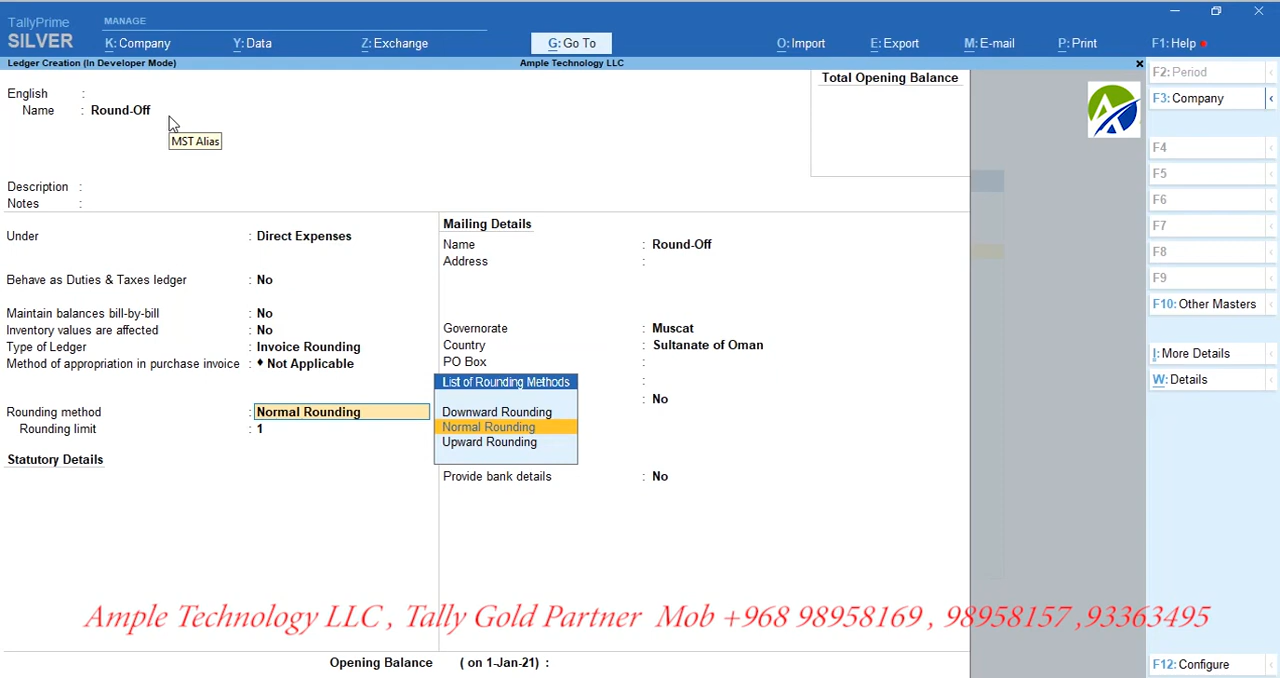 TallyPrime
SILVER
MANAGE
K: Company
Y: Data
Z: Exchange
G: Go To
O: Import
E: Export
M: E-mail
P: Print
F1: Help
Ledger Creation (In Developer Mode)
Ample Technology LLC
×
English :
Name : Round-Off
MST Alias
Description :
Notes :
Total Opening Balance
Under : Direct Expenses
Behave as Duties & Taxes ledger : No
Maintain balances bill-by-bill : No
Inventory values are affected : No
Type of Ledger : Invoice Rounding
Method of appropriation in purchase invoice : ♦ Not Applicable
Rounding method : Normal Rounding
Rounding limit : 1
Statutory Details
Mailing Details
Name : Round-Off
Address :
Governorate : Muscat
Country : Sultanate of Oman
PO Box :
:
: No
List of Rounding Methods
Downward Rounding
Normal Rounding
Upward Rounding
Provide bank details : No
F2: Period
F3: Company
F4
F5
F6
F7
F8
F9
F10: Other Masters
I: More Details
W: Details
Ample Technology LLC , Tally Gold Partner Mob +968 98958169 , 98958157 ,93363495
Opening Balance ( on 1-Jan-21) :
F12: Configure